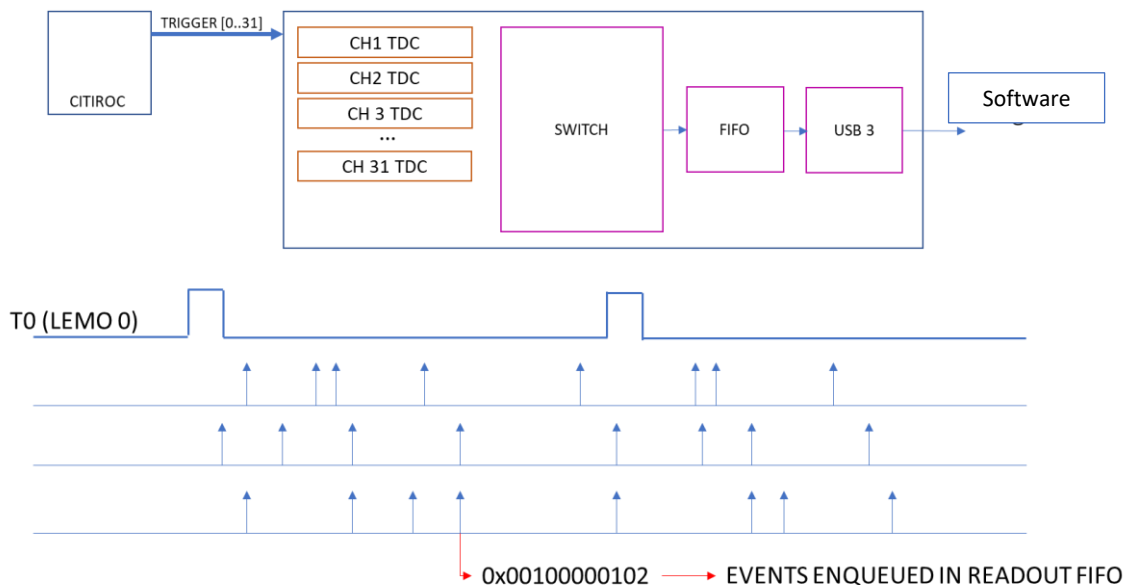 TRIGGER [0..31]
CITIROC
CH1 TDC
CH2 TDC
CH 3 TDC
...
CH 31 TDC
SWITCH
FIFO
USB 3
Software
T0 (LEMO 0)
0x00100000102
EVENTS ENQUEUED IN READOUT FIFO